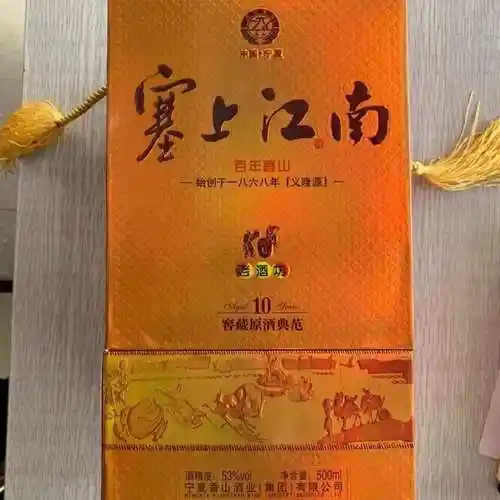 中国·宁夏
塞上江南
百年香山
—始创于一八六八年「义隆源」—
老酒坊
Aged 10 Years
窖藏原酒典范
酒精度：53%vol 净含量：500ml
宁夏香山酒业（集团）有限公司